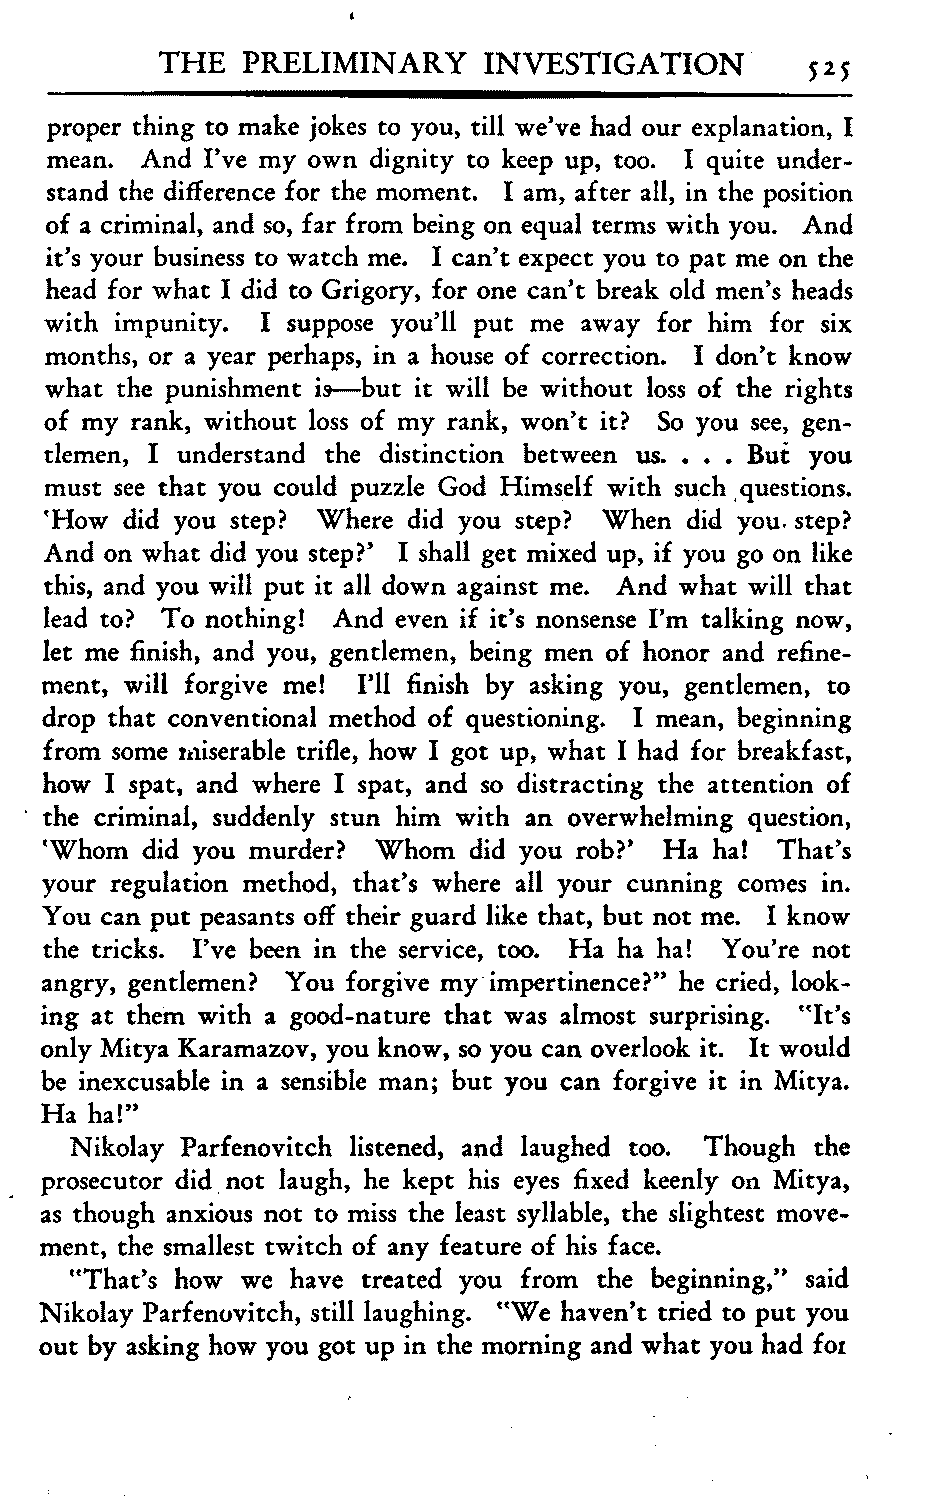 THE PRELIMINARY INVESTIGATION 525
proper thing to make jokes to you, till we've had our explanation, I
mean. And I've my own dignity to keep up, too. I quite under-
stand the difference for the moment. I am, after all, in the position
of a criminal, and so, far from being on equal terms with you. And
it's your business to watch me. I can't expect you to pat me on the
head for what I did to Grigory, for one can't break old men's heads
with impunity. I suppose you'll put me away for him for six
months, or a year perhaps, in a house of correction. I don't know
what the punishment is—but it will be without loss of the rights
of my rank, without loss of my rank, won't it? So you see, gen-
tlemen, I understand the distinction between us. . . . But you
must see that you could puzzle God Himself with such questions.
'How did you step? Where did you step? When did you step?
And on what did you step?' I shall get mixed up, if you go on like
this, and you will put it all down against me. And what will that
lead to? To nothing! And even if it's nonsense I'm talking now,
let me finish, and you, gentlemen, being men of honor and refine-
ment, will forgive me! I'll finish by asking you, gentlemen, to
drop that conventional method of questioning. I mean, beginning
from some miserable trifle, how I got up, what I had for breakfast,
how I spat, and where I spat, and so distracting the attention of
the criminal, suddenly stun him with an overwhelming question,
'Whom did you murder? Whom did you rob?' Ha ha! That's
your regulation method, that's where all your cunning comes in.
You can put peasants off their guard like that, but not me. I know
the tricks. I've been in the service, too. Ha ha ha! You're not
angry, gentlemen? You forgive my impertinence?" he cried, look-
ing at them with a good-nature that was almost surprising. "It's
only Mitya Karamazov, you know, so you can overlook it. It would
be inexcusable in a sensible man; but you can forgive it in Mitya.
Ha ha!"
Nikolay Parfenovitch listened, and laughed too. Though the
prosecutor did not laugh, he kept his eyes fixed keenly on Mitya,
as though anxious not to miss the least syllable, the slightest move-
ment, the smallest twitch of any feature of his face.
"That's how we have treated you from the beginning," said
Nikolay Parfenovitch, still laughing. "We haven't tried to put you
out by asking how you got up in the morning and what you had for